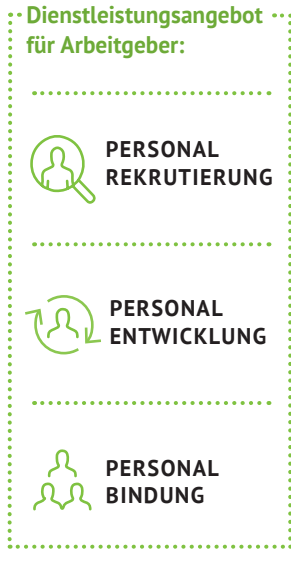 Dienstleistungsangebot
für Arbeitgeber:
PERSONAL
REKRUTIERUNG
PERSONAL
ENTWICKLUNG
PERSONAL
BINDUNG